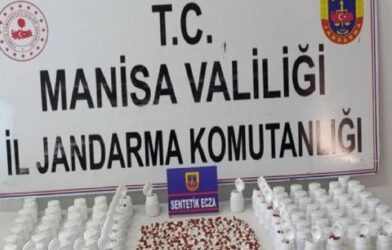 T.C.
MANİSA VALİLİĞİ
İL JANDARMA KOMUTANLIĞI
SENTETİK ECZA